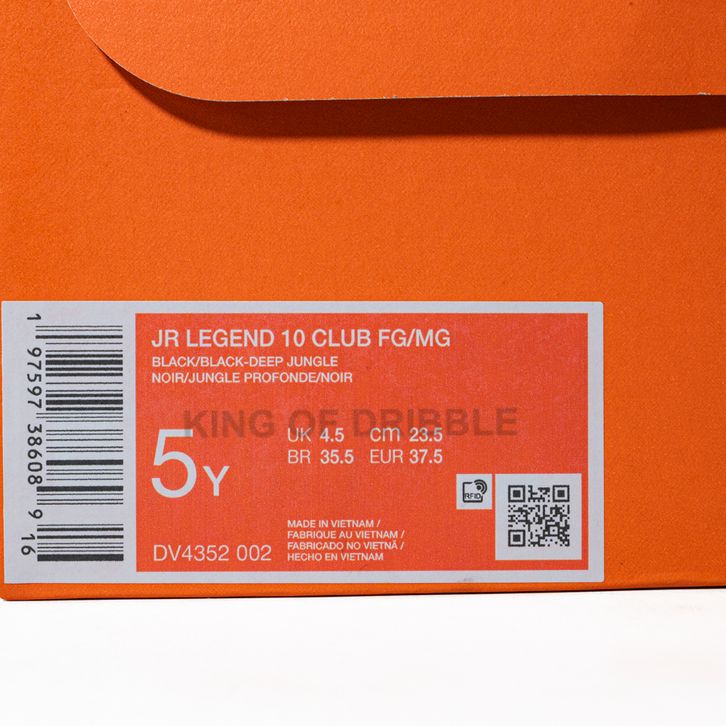 JR LEGEND 10 CLUB FG/MG
BLACK/BLACK-DEEP JUNGLE
NOIR/JUNGLE PROFONDE/NOIR
KING OF DRIBBLE
5Y
UK 4.5 cm 23.5
BR 35.5 EUR 37.5
RFID
DV4352 002
MADE IN VIETNAM /
FABRIQUE AU VIETNAM /
FABRICADO NO VIETNÃ /
HECHO EN VIETNAM
1 97597 38608 9 16